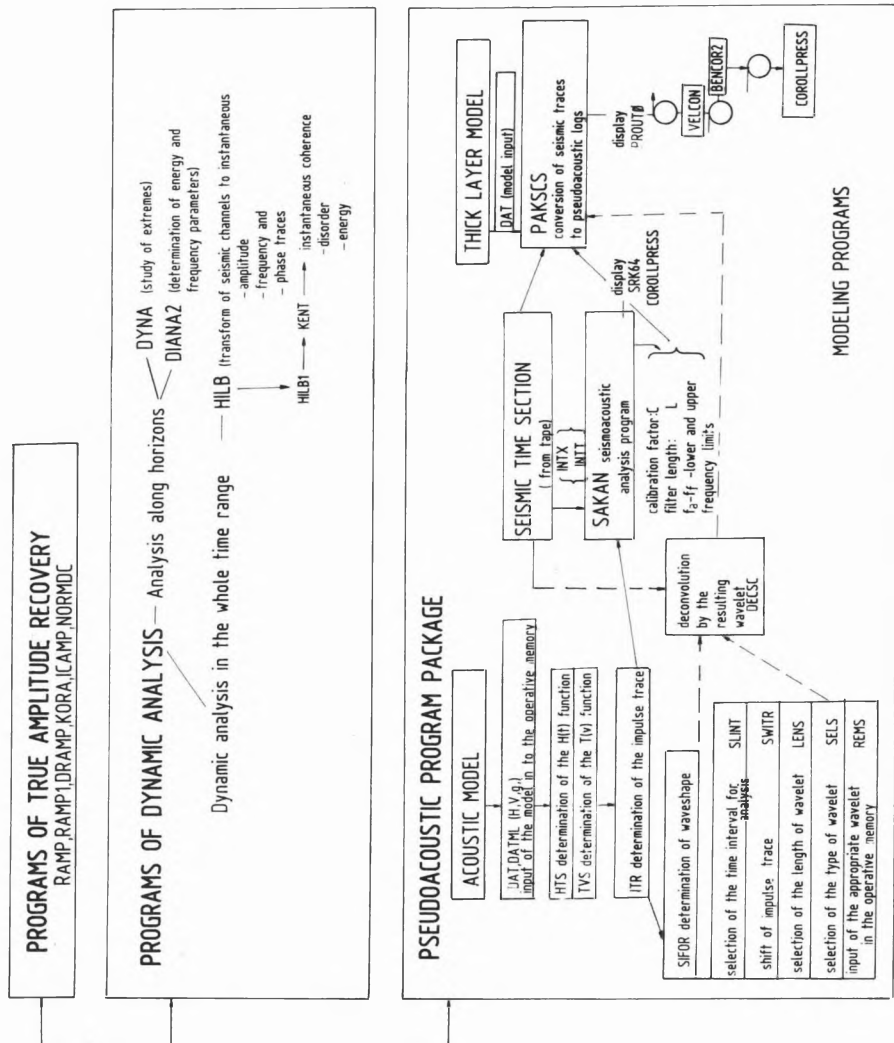 PROGRAMS OF TRUE AMPLITUDE RECOVERY
RAMP,RAMP1,DRAMP,KORA,ICAMP,NORMDC
PROGRAMS OF DYNAMIC ANALYSIS — Analysis along horizons
DYNA (study of extremes)
DIANA2 (determination of energy and
frequency parameters)
Dynamic analysis in the whole time range
HILB (transform of seismic channels to instantaneous
-amplitude
-frequency and
-phase traces
HILB1
KENT
instantaneous coherence
-disorder
-energy
PSEUDOACOUSTIC PROGRAM PACKAGE
ACOUSTIC MODEL
DATML (H,V,g,)
input of the model in to the operative memory
HTS determination of the H(t) function
TVS determination of the T(v) function
ITR determination of the impulse trace
SIFOR determination of waveshape
selection of the time interval for SLINT
analysis
shift of impulse trace SWITR
selection of the length of wavelet LENS
selection of the type of wavelet SELS
input of the appropriate wavelet REMS
in the operative memory
deconvolution
by the
resulting
wavelet
DECSC
SEISMIC TIME SECTION
( from tape)
INTX
INTT
SAKAN seismoacoustic
analysis program
calibration factor:C
filter length: L
fa-ff -lower and upper
frequency limits
display
SRK64
COROLLPRESS
THICK LAYER MODEL
DAT (model input)
PAKSCS
conversion of seismic traces
to pseudoacoustic logs
display
PROUTØ
VELCON
BENCOR2
COROLLPRESS
MODELING PROGRAMS